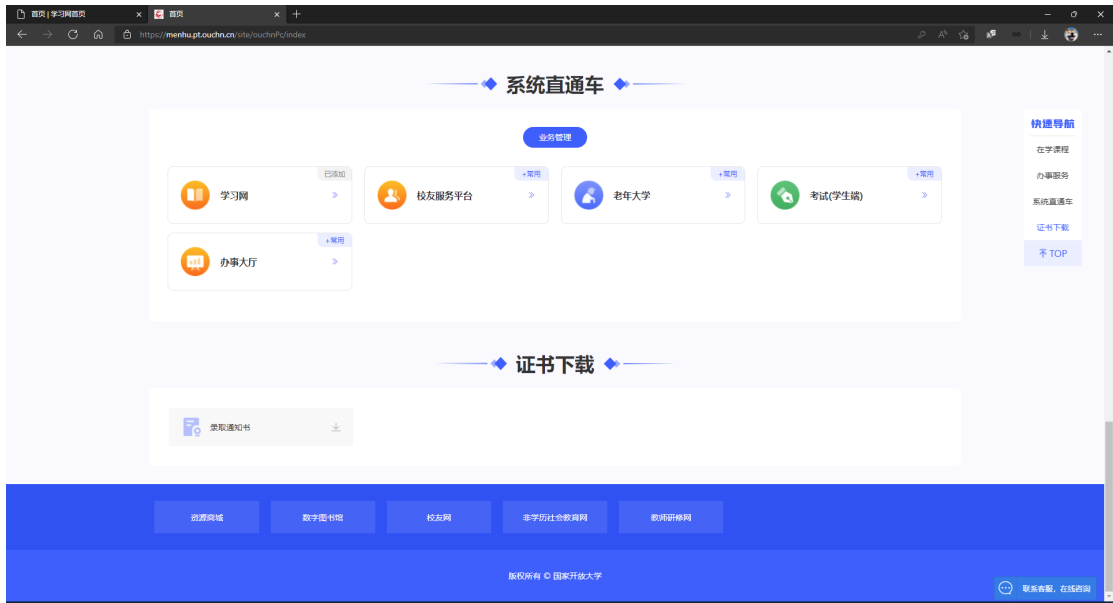 首页 | 学习网首页
首页
https://menhu.pt.ouchn.cn/site/ouchnPc/index
系统直通车
业务管理
已添加
学习网
+常用
校友服务平台
+常用
老年大学
+常用
考试(学生端)
+常用
办事大厅
快速导航
在学课程
办事服务
系统直通车
证书下载
TOP
证书下载
录取通知书
资源商城
数字图书馆
校友网
非学历社会教育网
教师研修网
版权所有 © 国家开放大学
联系客服，在线咨询